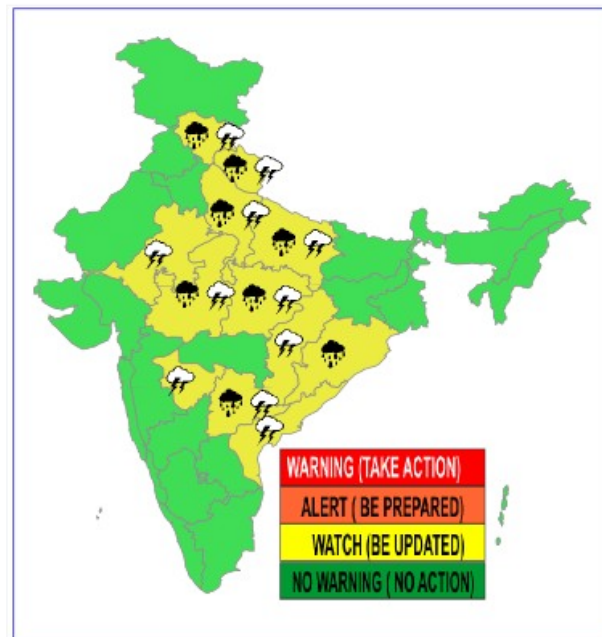 WARNING (TAKE ACTION)
ALERT ( BE PREPARED)
WATCH (BE UPDATED)
NO WARNING ( NO ACTION)